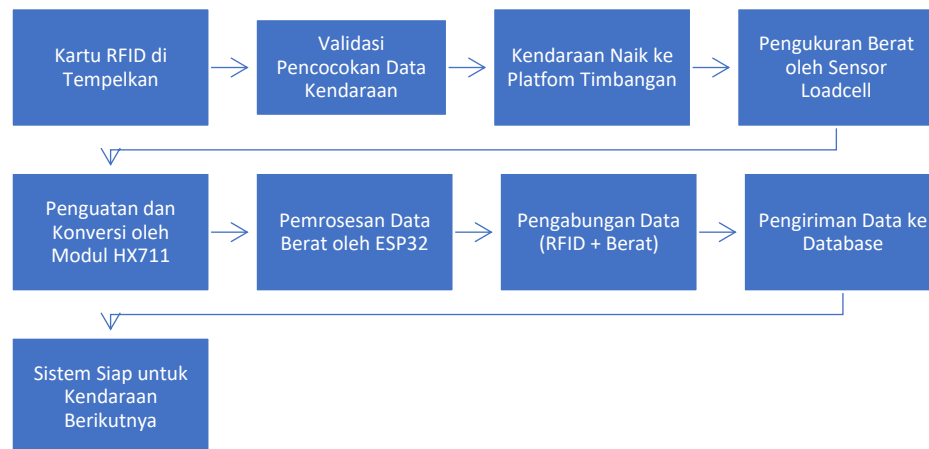 Kartu RFID di
Tempelkan
Validasi
Pencocokan Data
Kendaraan
Kendaraan Naik ke
Platfom Timbangan
Pengukuran Berat
oleh Sensor
Loadcell
Penguatan dan
Konversi oleh
Modul HX711
Pemrosesan Data
Berat oleh ESP32
Pengabungan Data
(RFID + Berat)
Pengiriman Data ke
Database
Sistem Siap untuk
Kendaraan
Berikutnya